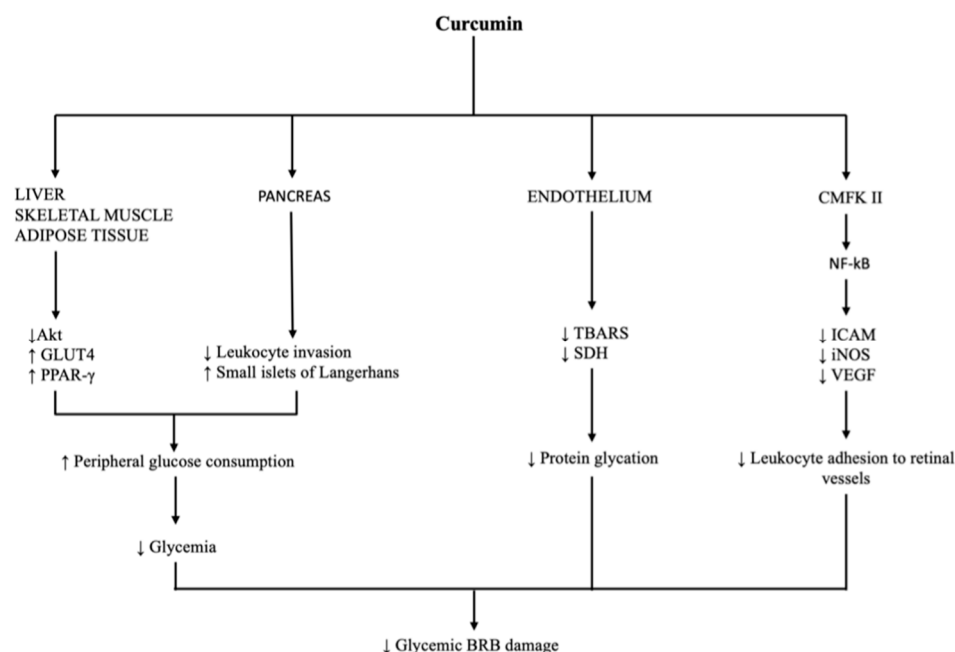 Curcumin
LIVER
SKELETAL MUSCLE
ADIPOSE TISSUE
PANCREAS
ENDOTHELIUM
CMFK II
NF-kB
↓Akt
↑ GLUT4
↑ PPAR-γ
↓ Leukocyte invasion
↑ Small islets of Langerhans
↓ TBARS
↓ SDH
↓ ICAM
↓ iNOS
↓ VEGF
↑ Peripheral glucose consumption
↓ Protein glycation
↓ Leukocyte adhesion to retinal
vessels
↓ Glycemia
↓ Glycemic BRB damage